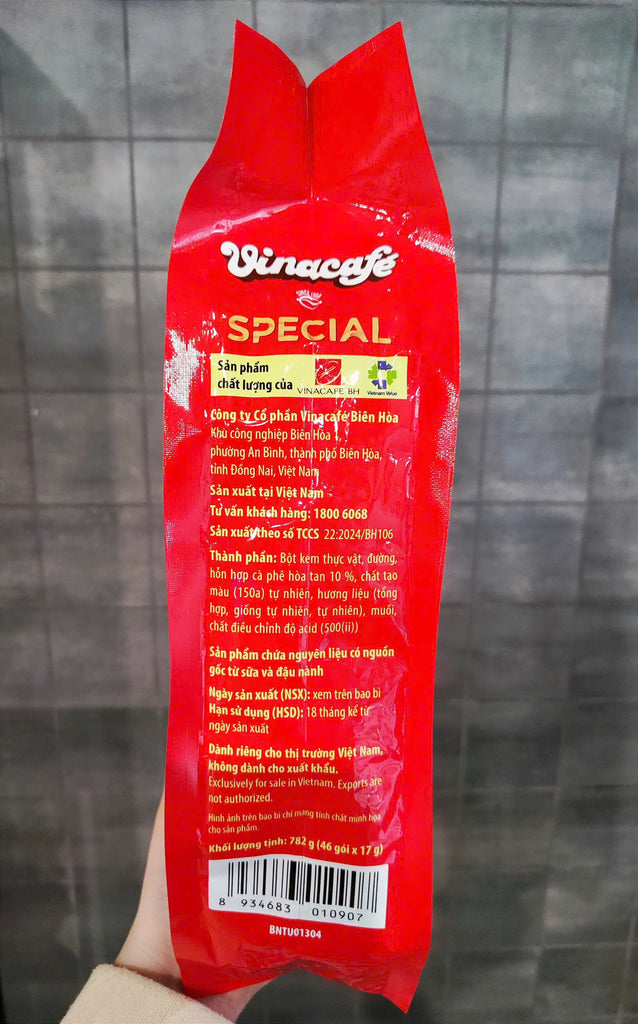 Vinacafé
SINCE 1968
SPECIAL
Sản phẩm
chất lượng của
VINACAFE BH
Vietnam Value
Công ty Cổ phần Vinacafé Biên Hòa
Khu công nghiệp Biên Hòa 1,
phường An Bình, thành phố Biên Hòa,
tỉnh Đồng Nai, Việt Nam
Sản xuất tại Việt Nam
Tư vấn khách hàng: 1800 6068
Sản xuất theo số TCCS 22:2024/BH106
Thành phần: Bột kem thực vật, đường,
hỗn hợp cà phê hòa tan 10 %, chất tạo
màu (150a) tự nhiên, hương liệu (tổng
hợp, giống tự nhiên, tự nhiên), muối,
chất điều chỉnh độ acid (500(ii))
Sản phẩm chứa nguyên liệu có nguồn
gốc từ sữa và đậu nành
Ngày sản xuất (NSX): xem trên bao bì
Hạn sử dụng (HSD): 18 tháng kể từ
ngày sản xuất
Dành riêng cho thị trường Việt Nam,
không dành cho xuất khẩu.
Exclusively for sale in Vietnam. Exports are
not authorized.
Hình ảnh trên bao bì chỉ mang tính chất minh họa
cho sản phẩm.
Khối lượng tịnh: 782 g (46 gói x 17 g)
8 934683 010907
BNTU01304